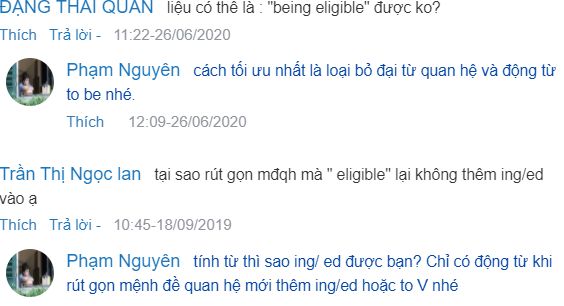 ĐẶNG THÁI QUÂN liệu có thể là : "being eligible" được ko?
Thích Trả lời - 11:22-26/06/2020
Phạm Nguyên cách tối ưu nhất là loại bỏ đại từ quan hệ và động từ
to be nhé.
Thích 12:09-26/06/2020
Trần Thị Ngọc lan tại sao rút gọn mđqh mà " eligible" lại không thêm ing/ed
vào ạ
Thích Trả lời - 10:45-18/09/2019
Phạm Nguyên tính từ thì sao ing/ ed được bạn? Chỉ có động từ khi
rút gọn mệnh đề quan hệ mới thêm ing/ed hoặc to V nhé